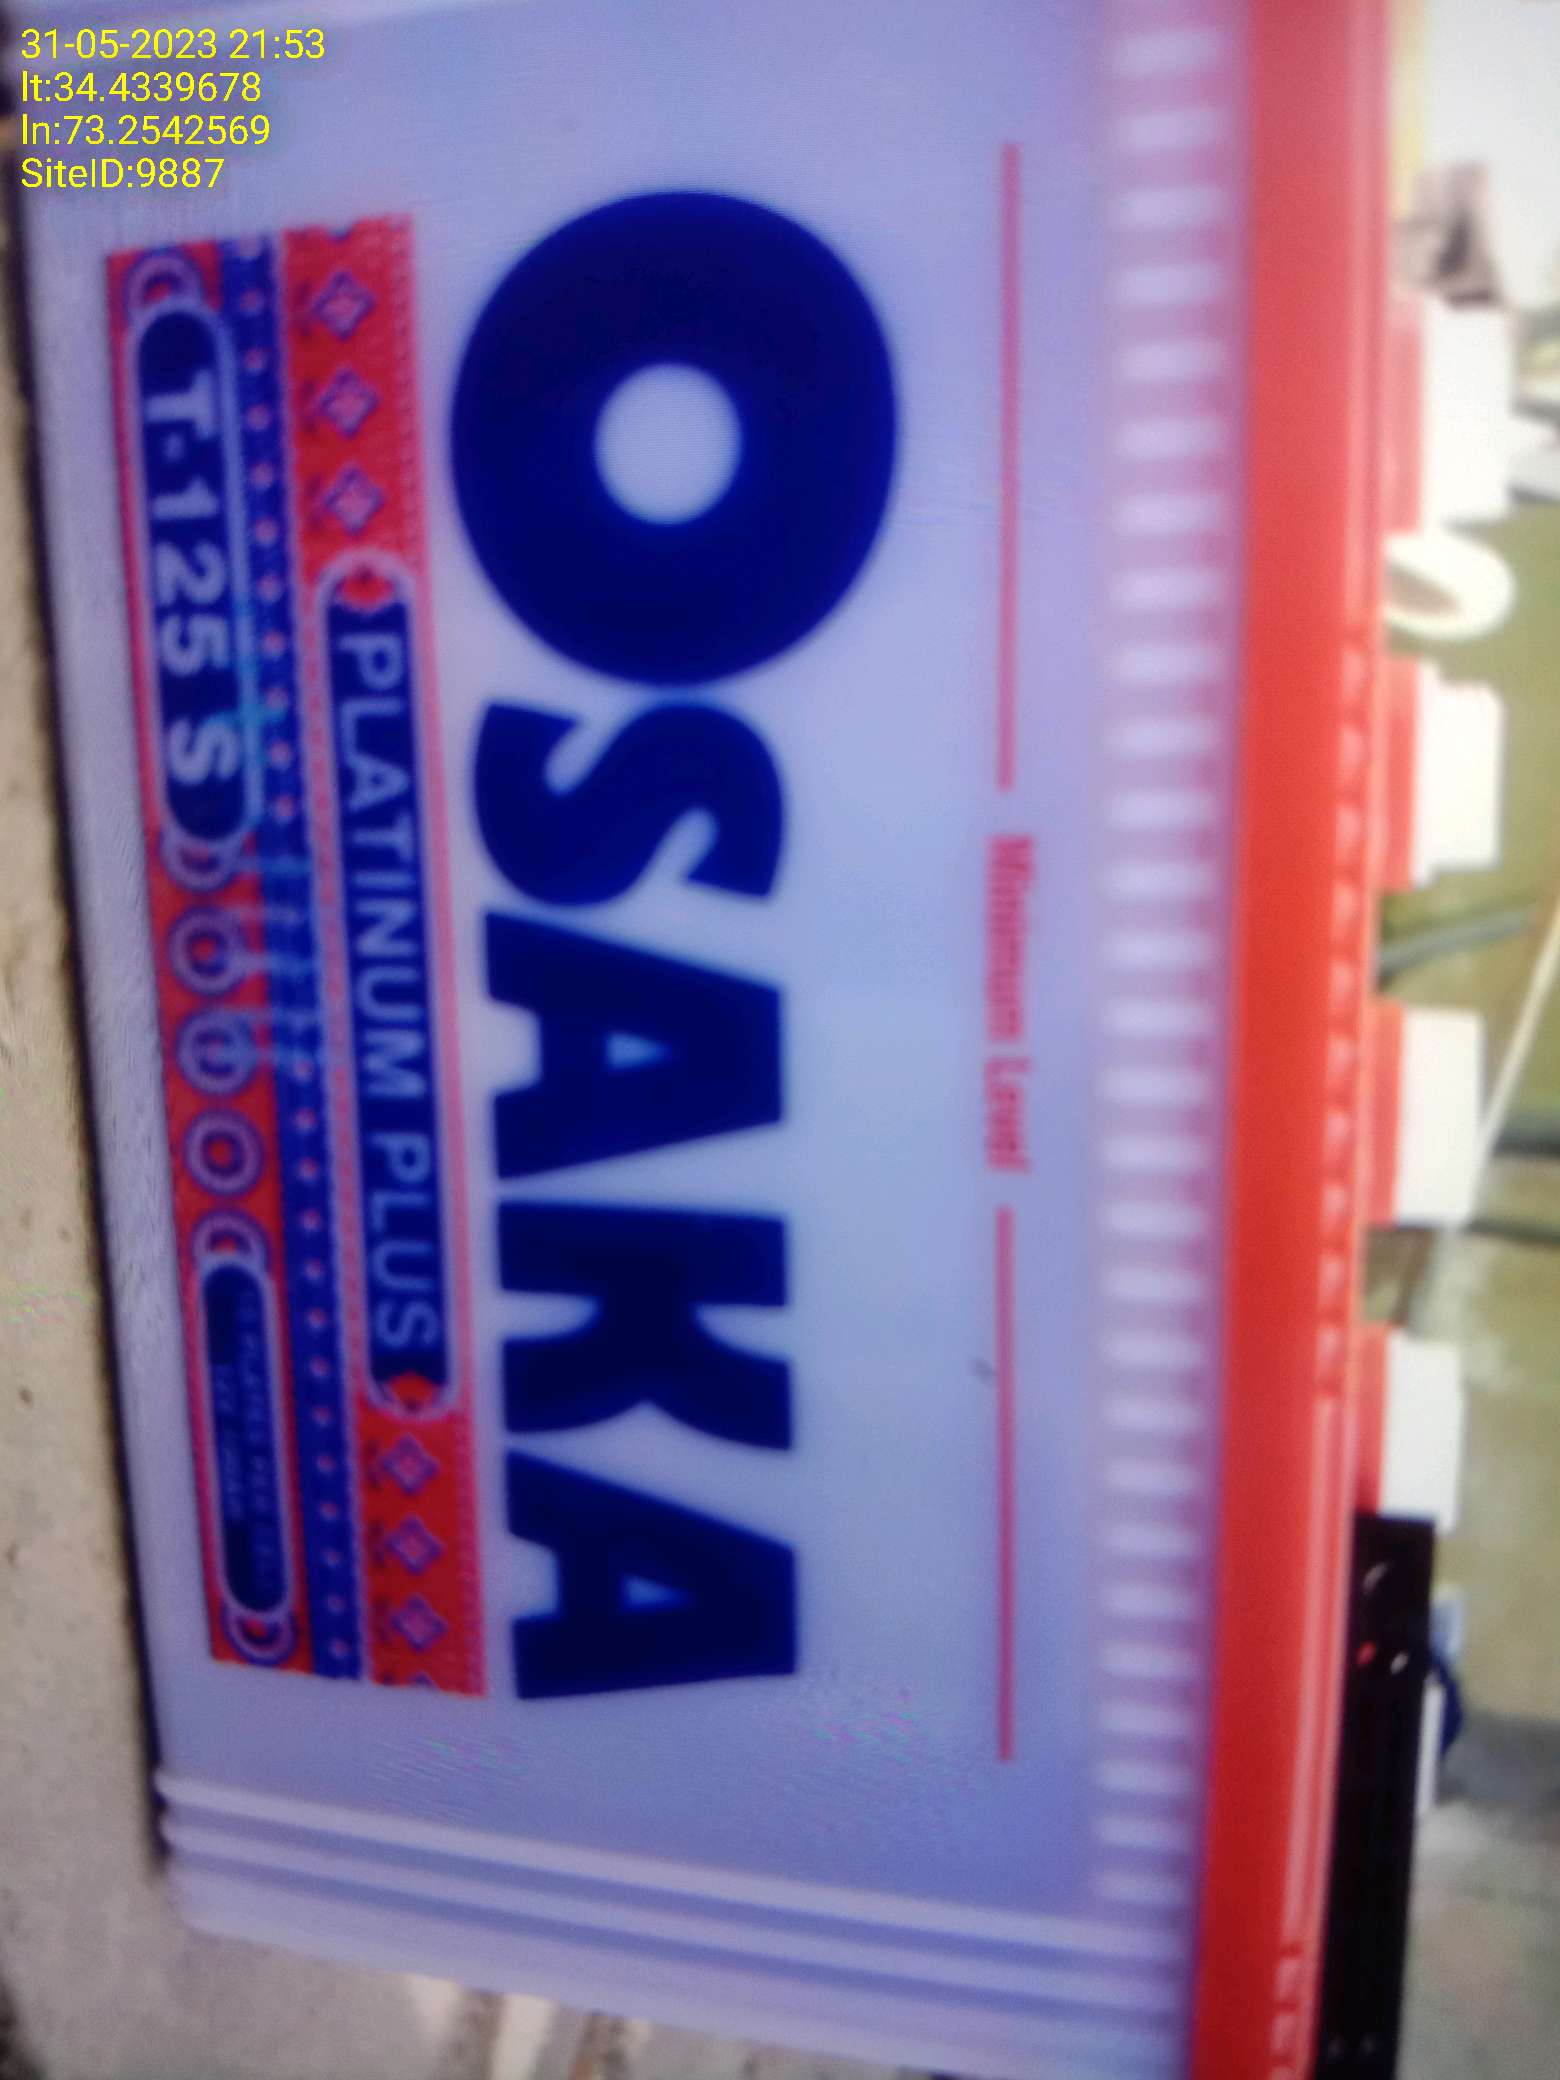 31-05-2023 21:53
lt:34.4339678
ln:73.2542569
SiteID:9887
Minimum Level
OSAKA
PLATINUM PLUS
T-125 S